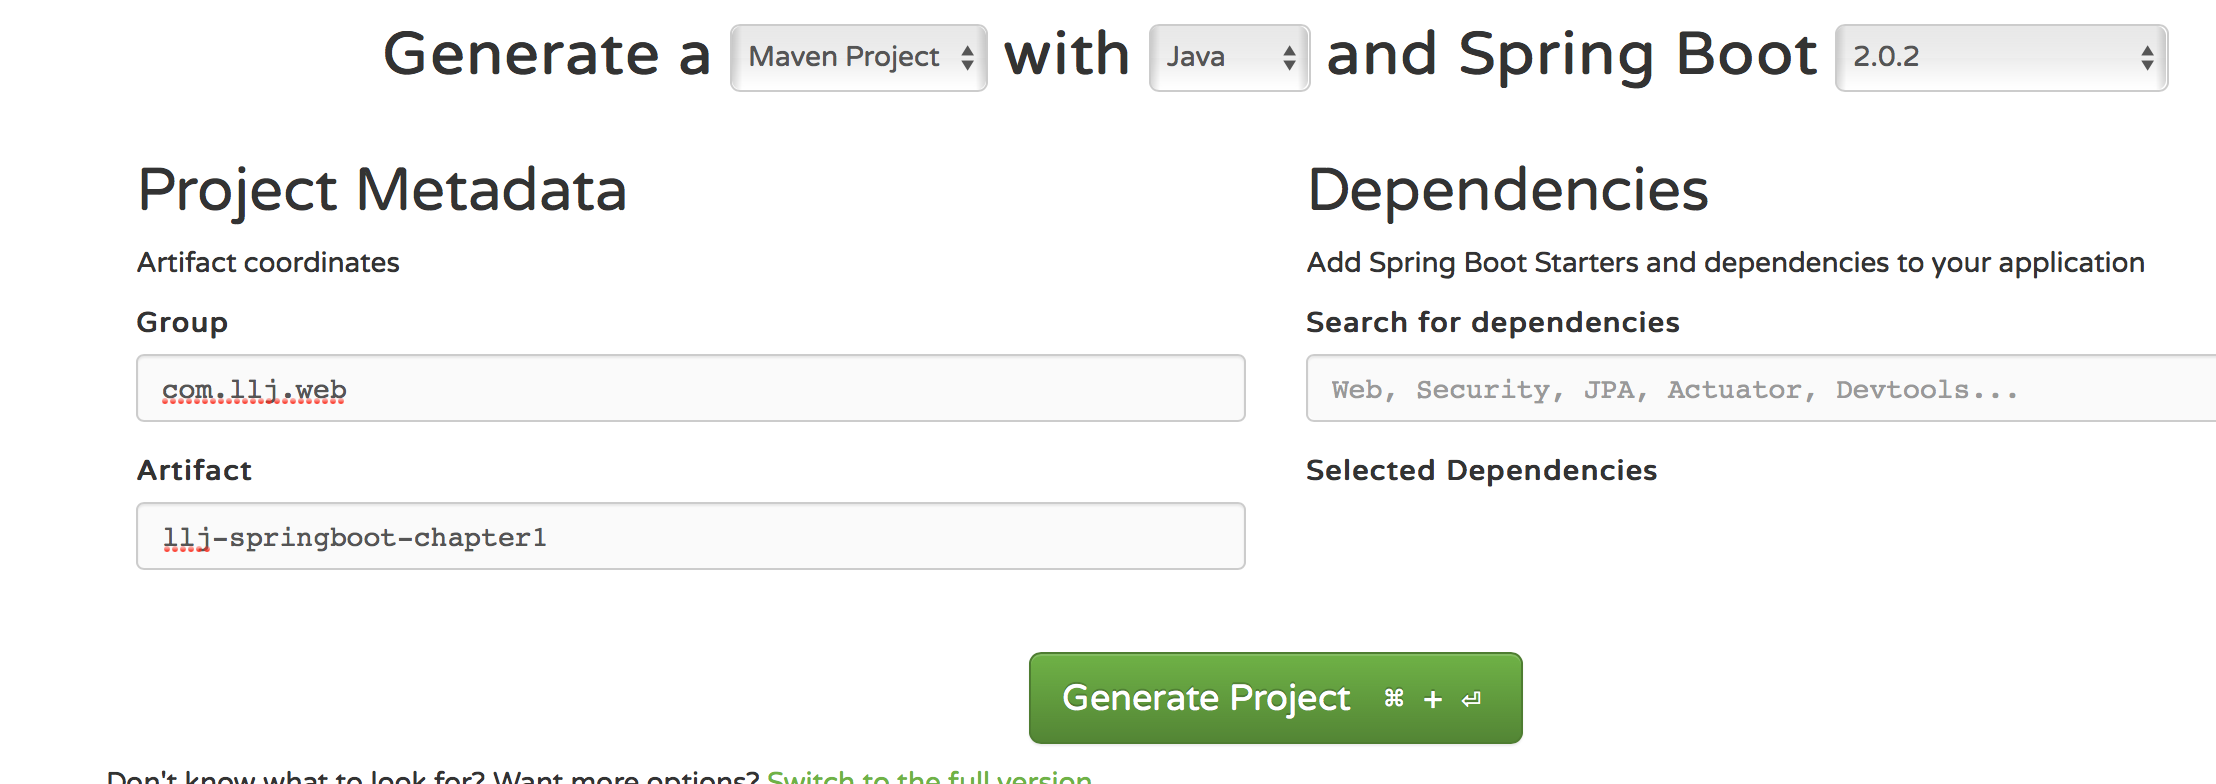 Generate a Maven Project with Java and Spring Boot 2.0.2
Project Metadata
Artifact coordinates
Group
com.llj.web
Artifact
llj-springboot-chapter1
Dependencies
Add Spring Boot Starters and dependencies to your application
Search for dependencies
Web, Security, JPA, Actuator, Devtools...
Selected Dependencies
Generate Project ⌘ + ⏎
Don't know what to look for? Want more options? Switch to the full version